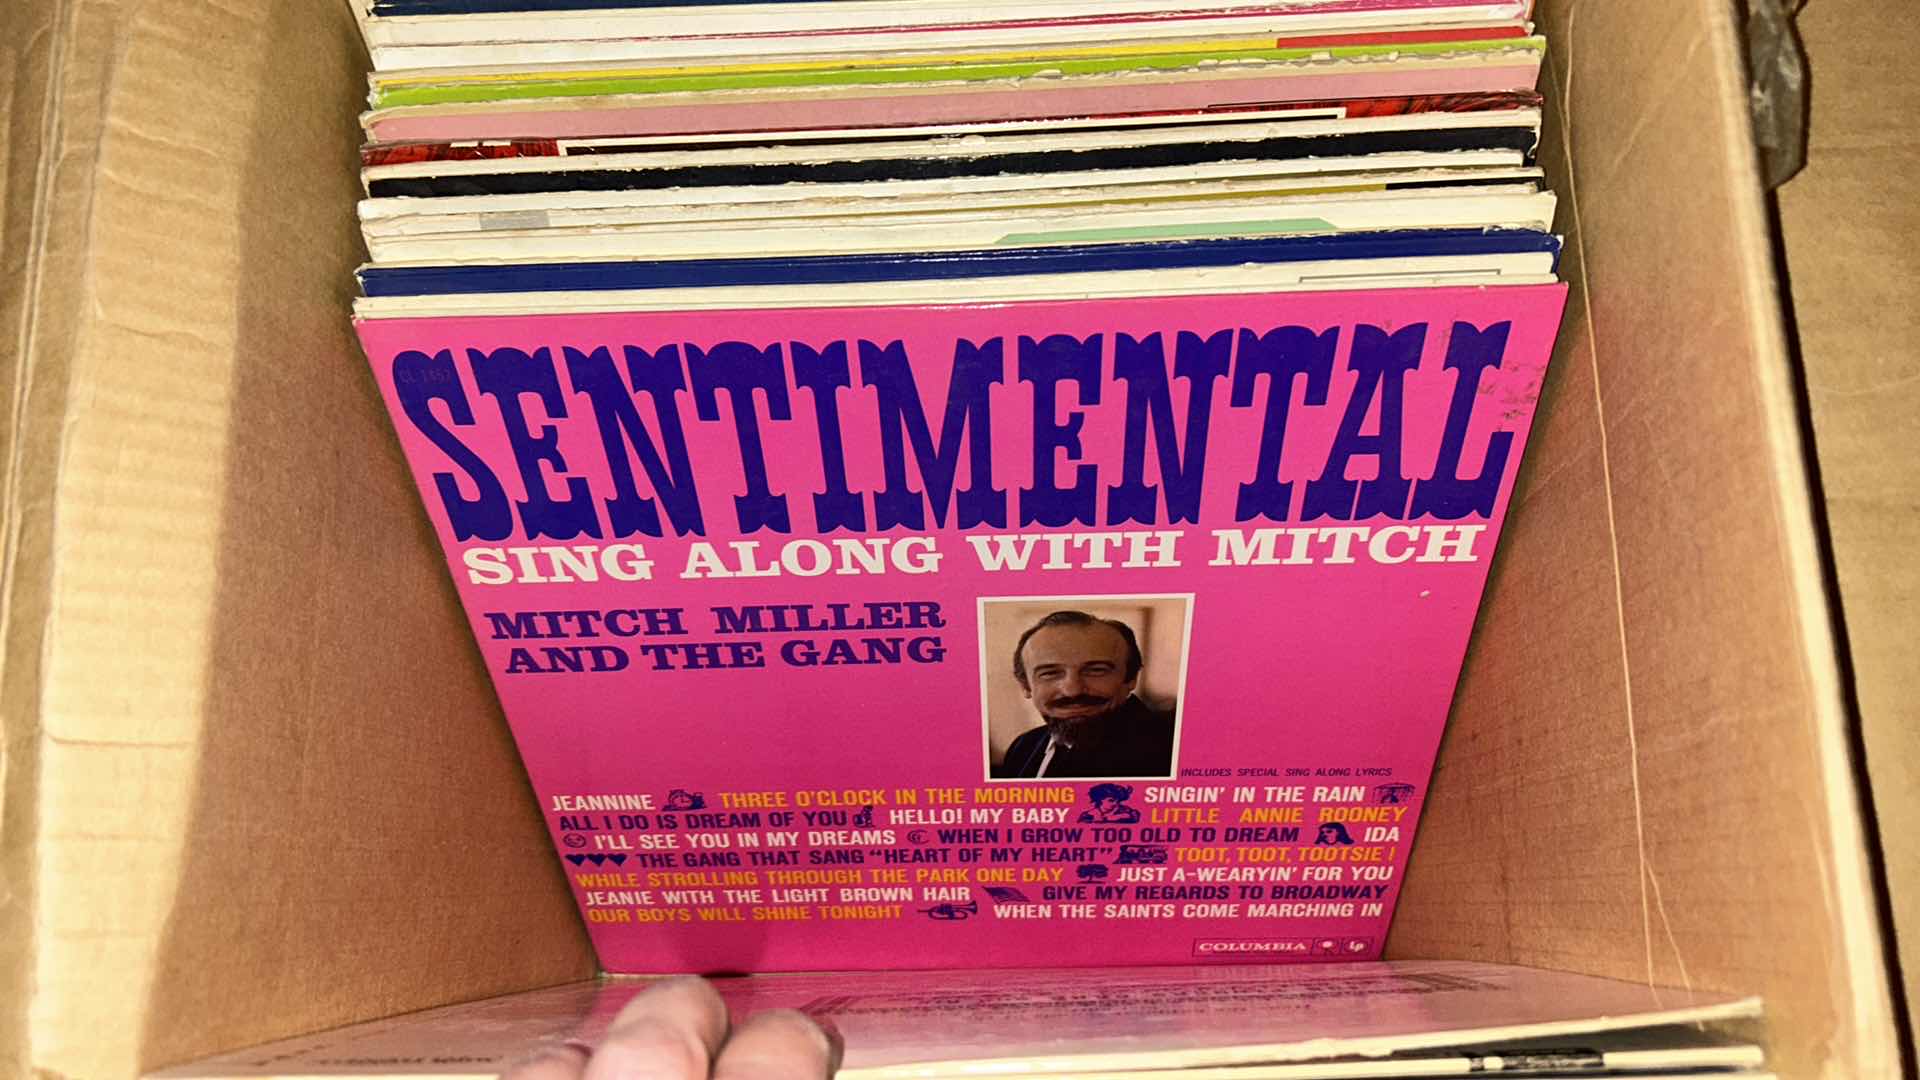 CL 1457
SENTIMENTAL
SING ALONG WITH MITCH
MITCH MILLER
AND THE GANG
INCLUDES SPECIAL SING ALONG LYRICS
JEANNINE THREE O'CLOCK IN THE MORNING SINGIN' IN THE RAIN
ALL I DO IS DREAM OF YOU HELLO! MY BABY LITTLE ANNIE ROONEY
I'LL SEE YOU IN MY DREAMS WHEN I GROW TOO OLD TO DREAM IDA
THE GANG THAT SANG "HEART OF MY HEART" TOOT, TOOT, TOOTSIE!
WHILE STROLLING THROUGH THE PARK ONE DAY JUST A-WEARYIN' FOR YOU
JEANIE WITH THE LIGHT BROWN HAIR GIVE MY REGARDS TO BROADWAY
OUR BOYS WILL SHINE TONIGHT WHEN THE SAINTS COME MARCHING IN
COLUMBIA Lp